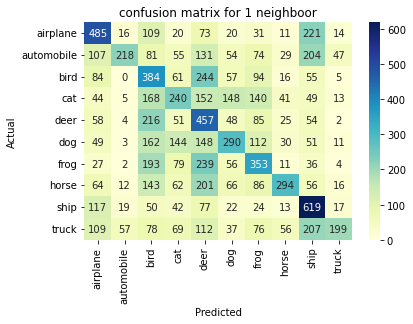 confusion matrix for 1 neighboor
Actual
airplane 485 16 109 20 73 20 31 11 221 14
automobile 107 218 81 55 131 54 74 29 204 47
bird 84 0 384 61 244 57 94 16 55 5
cat 44 5 168 240 152 148 140 41 49 13
deer 58 4 216 51 457 48 85 25 54 2
dog 49 3 162 144 148 290 112 30 51 11
frog 27 2 193 79 239 56 353 11 36 4
horse 64 12 143 62 201 66 86 294 56 16
ship 117 19 50 42 77 22 24 13 619 17
truck 109 57 78 69 112 37 76 56 207 199
airplane automobile bird cat deer dog frog horse ship truck
Predicted
600
500
400
300
200
100
0